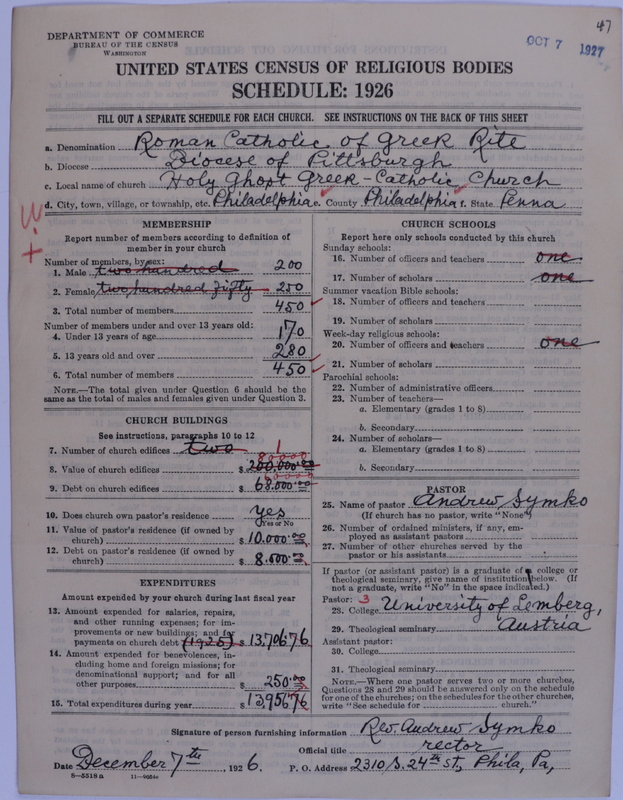 47
DEPARTMENT OF COMMERCE
BUREAU OF THE CENSUS
WASHINGTON
OCT 7 1927
UNITED STATES CENSUS OF RELIGIOUS BODIES
SCHEDULE: 1926
FILL OUT A SEPARATE SCHEDULE FOR EACH CHURCH. SEE INSTRUCTIONS ON THE BACK OF THIS SHEET
a. Denomination Roman Catholic of Greek Rite
b. Diocese Diocese of Pittsburgh
c. Local name of church Holy Ghost Greek-Catholic Church
d. City, town, village, or township, etc. Philadelphia e. County Philadelphia f. State Penna
MEMBERSHIP
Report number of members according to definition of
member in your church
Number of members, by sex:
1. Male two hundred 200
2. Female two hundred fifty 250
3. Total number of members 450
Number of members under and over 13 years old:
4. Under 13 years of age 170
5. 13 years old and over 280
6. Total number of members 450
NOTE.—The total given under Question 6 should be
same as the total of males and females given under Question 3.
CHURCH BUILDINGS
See instructions, paragraphs 10 to 12
7. Number of church edifices two 1
8. Value of church edifices $ 200.000.00
9. Debt on church edifices $ 68.000.00
10. Does church own pastor's residence yes
(Yes or No)
11. Value of pastor's residence (if owned by
church) $ 10.000.00
12. Debt on pastor's residence (if owned by
church) $ 8.000.00
EXPENDITURES
Amount expended by your church during last fiscal year
13. Amount expended for salaries, repairs,
and other running expenses; for im-
provements or new buildings; and for
payments on church debt (1925) $ 13,706 76
14. Amount expended for benevolences, in-
cluding home and foreign missions; for
denominational support; and for all
other purposes $ 250.00
15. Total expenditures during year $ 13,956 76
CHURCH SCHOOLS
Report here only schools conducted by this church
Sunday schools:
16. Number of officers and teachers one
17. Number of scholars one
Summer vacation Bible schools:
18. Number of officers and teachers
19. Number of scholars
Week-day religious schools:
20. Number of officers and teachers one
21. Number of scholars
Parochial schools:
22. Number of administrative officers
23. Number of teachers—
a. Elementary (grades 1 to 8)
b. Secondary
24. Number of scholars—
a. Elementary (grades 1 to 8)
b. Secondary
PASTOR
25. Name of pastor Andrew Symko
(If church has no pastor, write "None")
26. Number of ordained ministers, if any, em-
ployed as assistant pastors
27. Number of other churches served by the
pastor or his assistants
If pastor (or assistant pastor) is a graduate of a college or
theological seminary, give name of institution below. (If
not a graduate, write "No" in the space indicated.)
Pastor: 3
28. College University of Lemberg,
29. Theological seminary Austria
Assistant pastor:
30. College
31. Theological seminary
NOTE.—Where one pastor serves two or more churches,
Questions 28 and 29 should be answered only on the schedule
for one of the churches; on the schedules for the other churches,
write "See schedule for church."
Signature of person furnishing information Rev. Andrew Symko
Official title rector
Date December 7th, 1926. P. O. Address 2310 S. 24th St, Phila, Pa,
8—5518 a